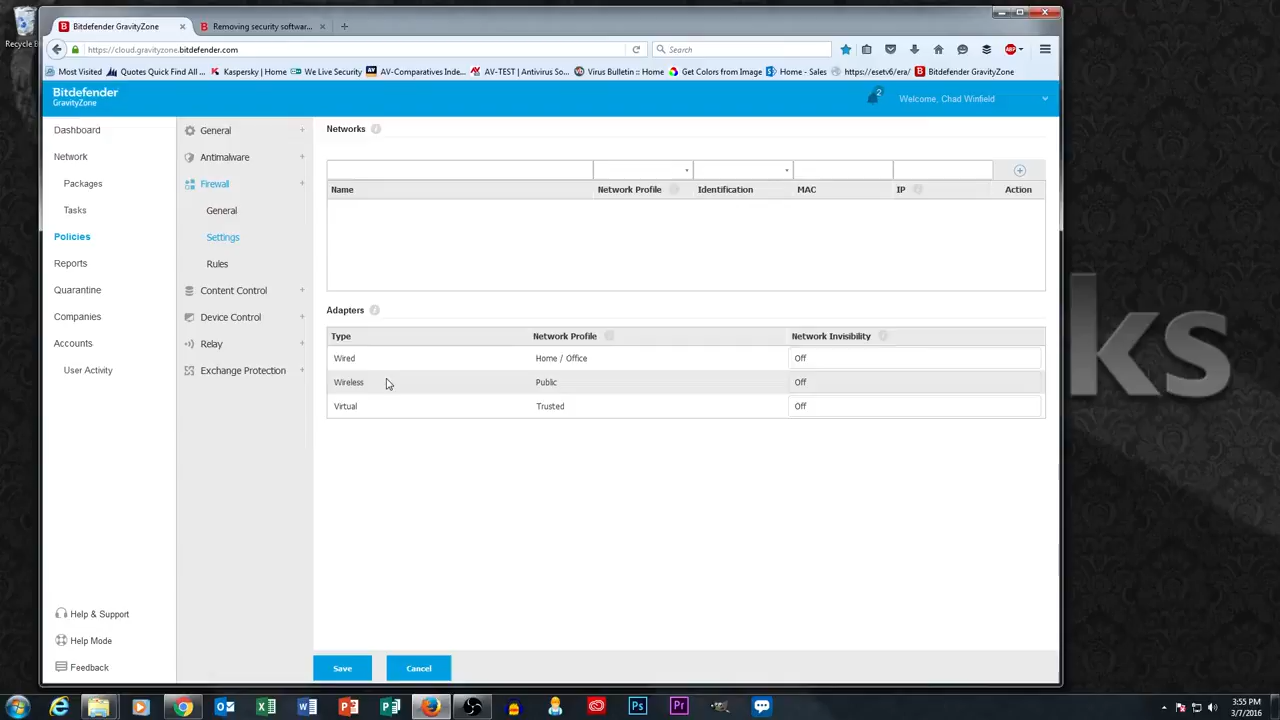 Recycle B
Bitdefender GravityZone
Removing security softwar...
https://cloud.gravityzone.bitdefender.com
Search
ABP
Most Visited
Quotes Quick Find All ...
Kaspersky | Home
We Live Security
AV-Comparatives Inde...
AV-TEST | Antivirus So...
Virus Bulletin :: Home
Get Colors from Image
Home - Sales
https://esetv6/era/
Bitdefender GravityZone
Bitdefender
GravityZone
2
Welcome, Chad Winfield
Dashboard
Network
Packages
Tasks
Policies
Reports
Quarantine
Companies
Accounts
User Activity
Help & Support
Help Mode
Feedback
General
Antimalware
Firewall
General
Settings
Rules
Content Control
Device Control
Relay
Exchange Protection
Networks
Name Network Profile Identification MAC IP Action
Adapters
Type Network Profile Network Invisibility
Wired Home / Office Off
Wireless Public Off
Virtual Trusted Off
Save
Cancel
ks
3:55 PM
3/7/2016